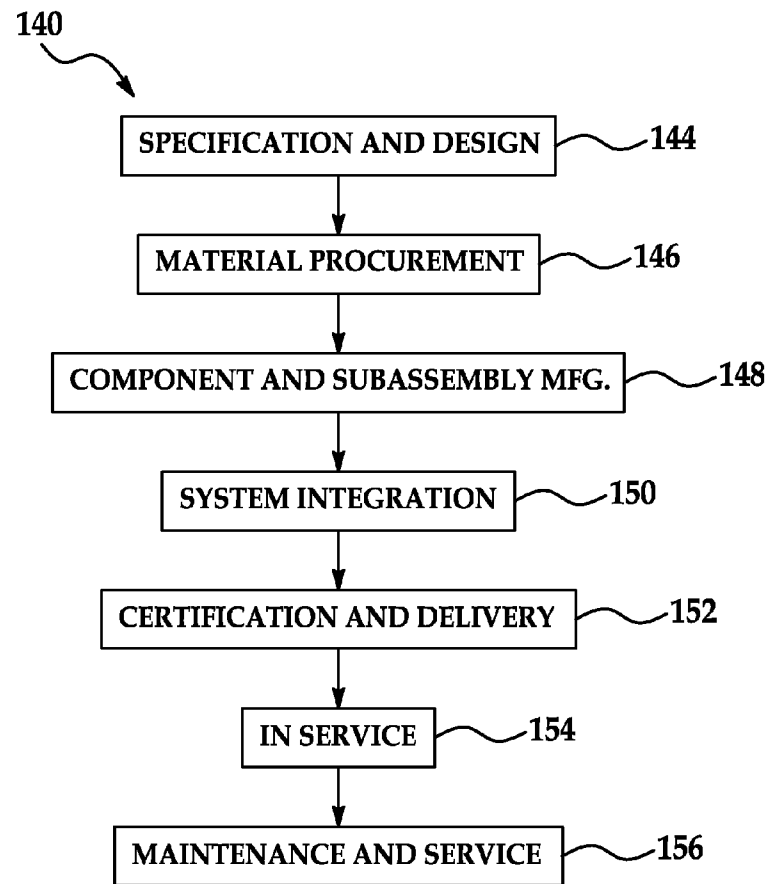 140
SPECIFICATION AND DESIGN 144
MATERIAL PROCUREMENT 146
COMPONENT AND SUBASSEMBLY MFG. 148
SYSTEM INTEGRATION 150
CERTIFICATION AND DELIVERY 152
IN SERVICE 154
MAINTENANCE AND SERVICE 156